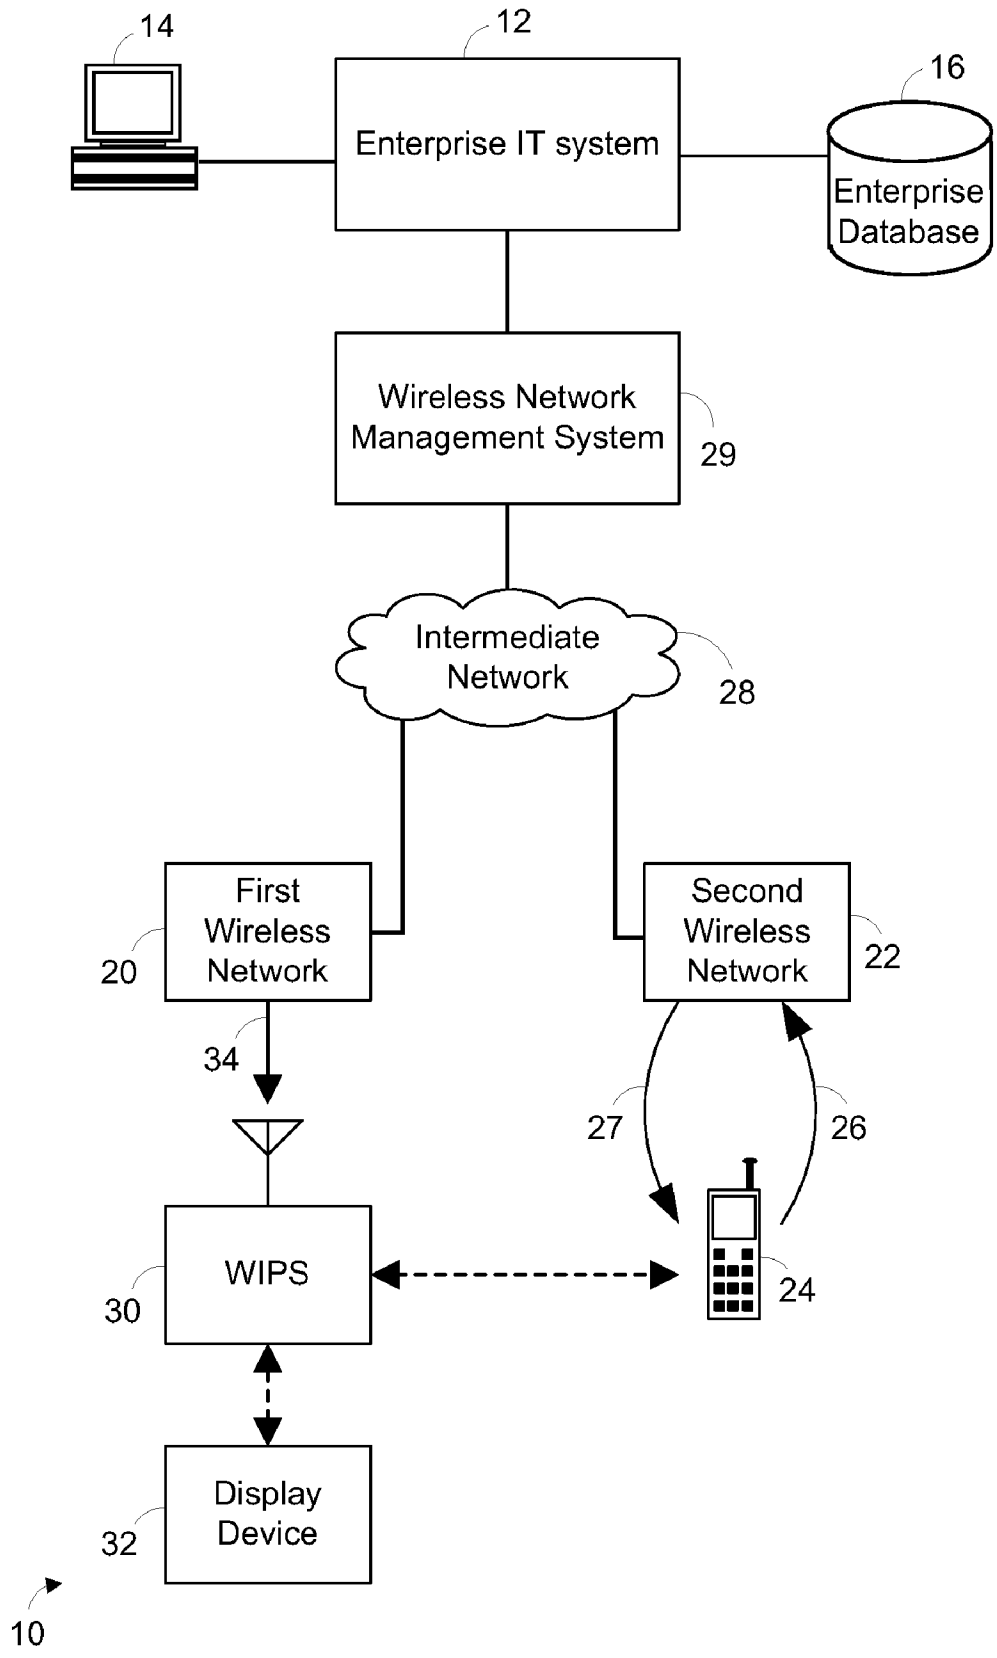 14
12
16
Enterprise IT system
Enterprise
Database
Wireless Network
Management System
29
Intermediate
Network
28
First
Wireless
Network
20
Second
Wireless
Network
22
34
27
26
WIPS
30
24
Display
Device
32
10